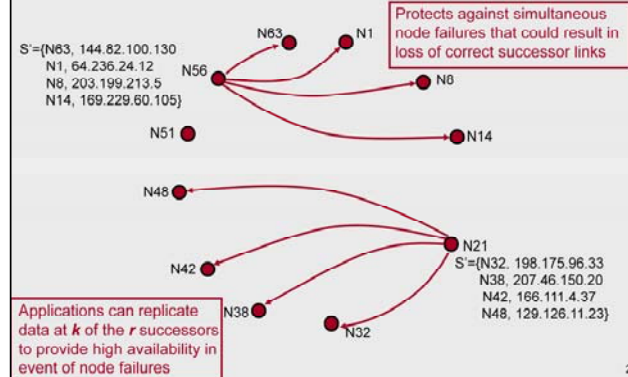 Protects against simultaneous
node failures that could result in
loss of correct successor links
N63
N1
S'={N63, 144.82.100.130
N1, 64.236.24.12
N8, 203.199.213.5
N14, 169.229.60.105}
N56
N8
N51
N14
N48
N21
S'={N32, 198.175.96.33
N38, 207.46.150.20
N42, 166.111.4.37
N48, 129.126.11.23}
N42
N38
N32
Applications can replicate
data at k of the r successors
to provide high availability in
event of node failures